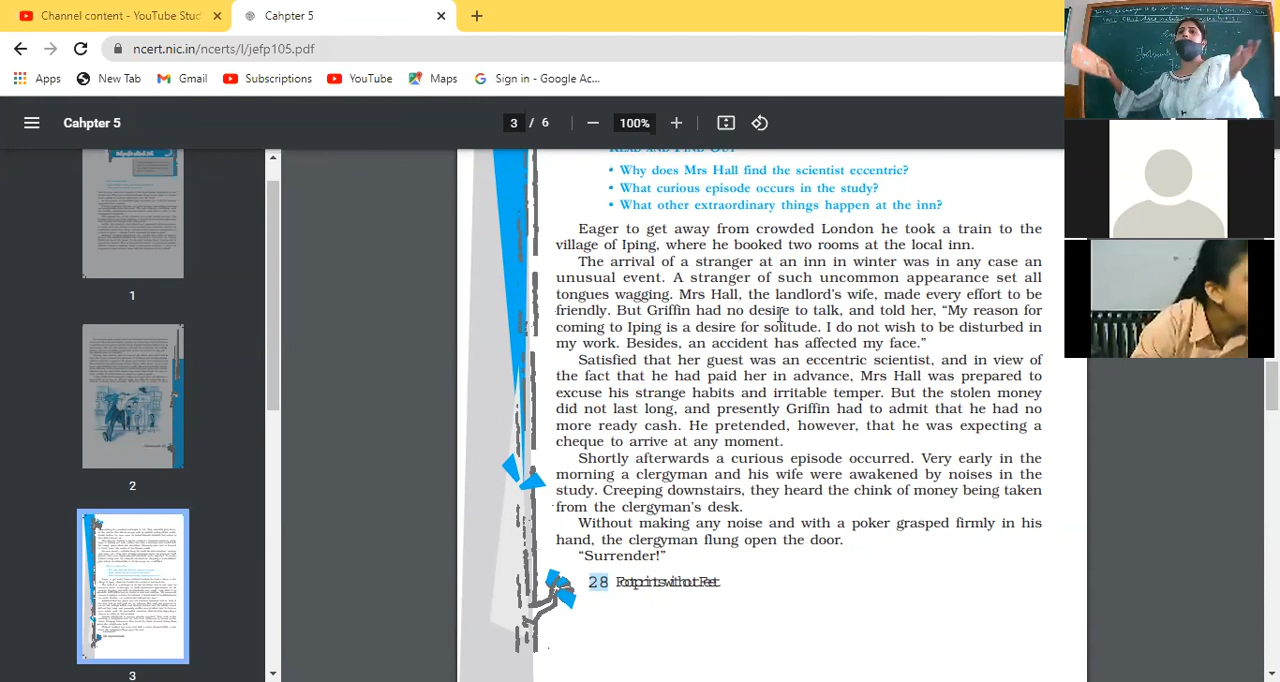 Channel content - YouTube Stud
Cahpter 5
ncert.nic.in/ncerts/l/jefp105.pdf
Apps
New Tab
Gmail
Subscriptions
YouTube
Maps
Sign in - Google Ac...
Cahpter 5
3 / 6
100%
1
2
3
READ AND FIND OUT
• Why does Mrs Hall find the scientist eccentric?
• What curious episode occurs in the study?
• What other extraordinary things happen at the inn?
Eager to get away from crowded London he took a train to the
village of Iping, where he booked two rooms at the local inn.
The arrival of a stranger at an inn in winter was in any case an
unusual event. A stranger of such uncommon appearance set all
tongues wagging. Mrs Hall, the landlord's wife, made every effort to be
friendly. But Griffin had no desire to talk, and told her, “My reason for
coming to Iping is a desire for solitude. I do not wish to be disturbed in
my work. Besides, an accident has affected my face.”
Satisfied that her guest was an eccentric scientist, and in view of
the fact that he had paid her in advance, Mrs Hall was prepared to
excuse his strange habits and irritable temper. But the stolen money
did not last long, and presently Griffin had to admit that he had no
more ready cash. He pretended, however, that he was expecting a
cheque to arrive at any moment.
Shortly afterwards a curious episode occurred. Very early in the
morning a clergyman and his wife were awakened by noises in the
study. Creeping downstairs, they heard the chink of money being taken
from the clergyman's desk.
Without making any noise and with a poker grasped firmly in his
hand, the clergyman flung open the door.
“Surrender!”
28